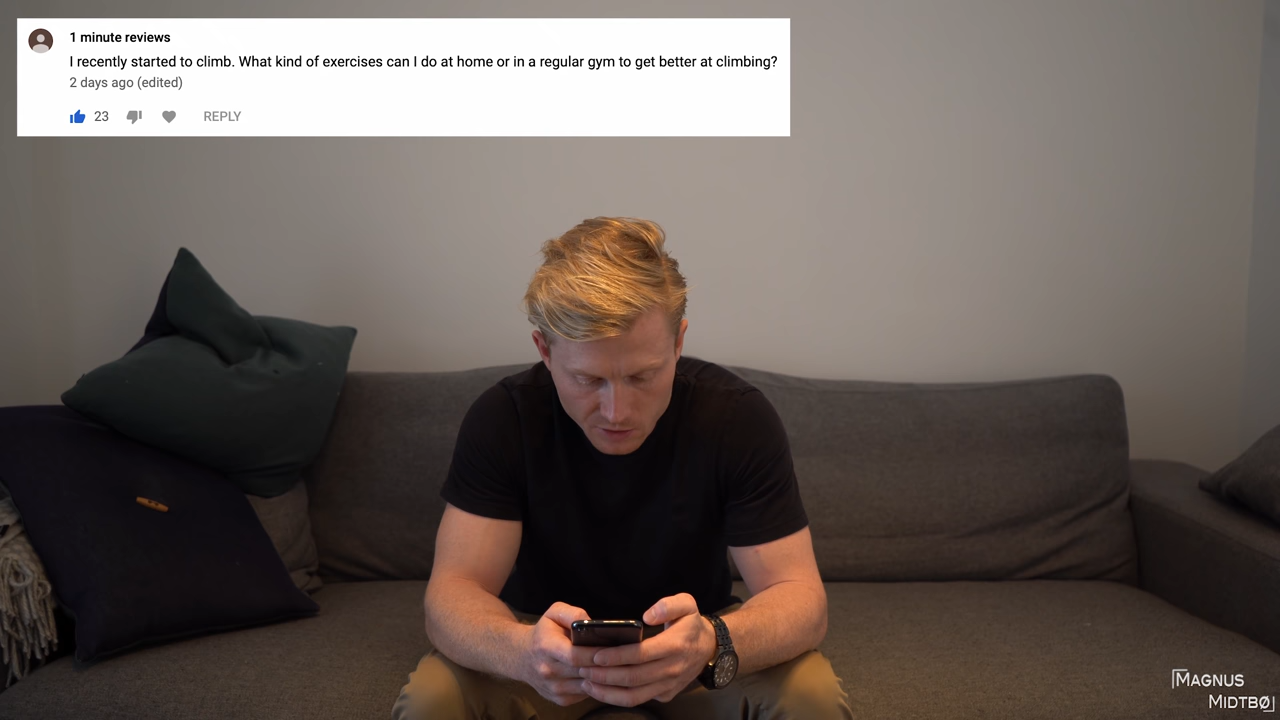 1 minute reviews
I recently started to climb. What kind of exercises can I do at home or in a regular gym to get better at climbing?
2 days ago (edited)
23
REPLY
MAGNUS
MIDTBØ